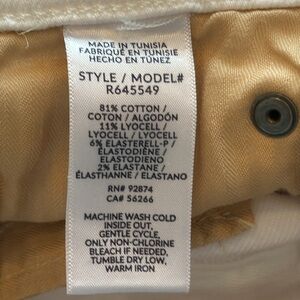 MADE IN TUNISIA
FABRIQUÉ EN TUNISIE
HECHO EN TÚNEZ
STYLE / MODEL#
R645549
81% COTTON /
COTON / ALGODÓN
11% LYOCELL /
LYOCELL / LYOCELL
6% ELASTERELL-P /
ÉLASTODIÈNE /
ELASTODIENO
2% ELASTANE /
ÉLASTHANNE / ELASTANO
RN# 92874
CA# 56266
MACHINE WASH COLD
INSIDE OUT,
GENTLE CYCLE,
ONLY NON-CHLORINE
BLEACH IF NEEDED,
TUMBLE DRY LOW,
WARM IRON